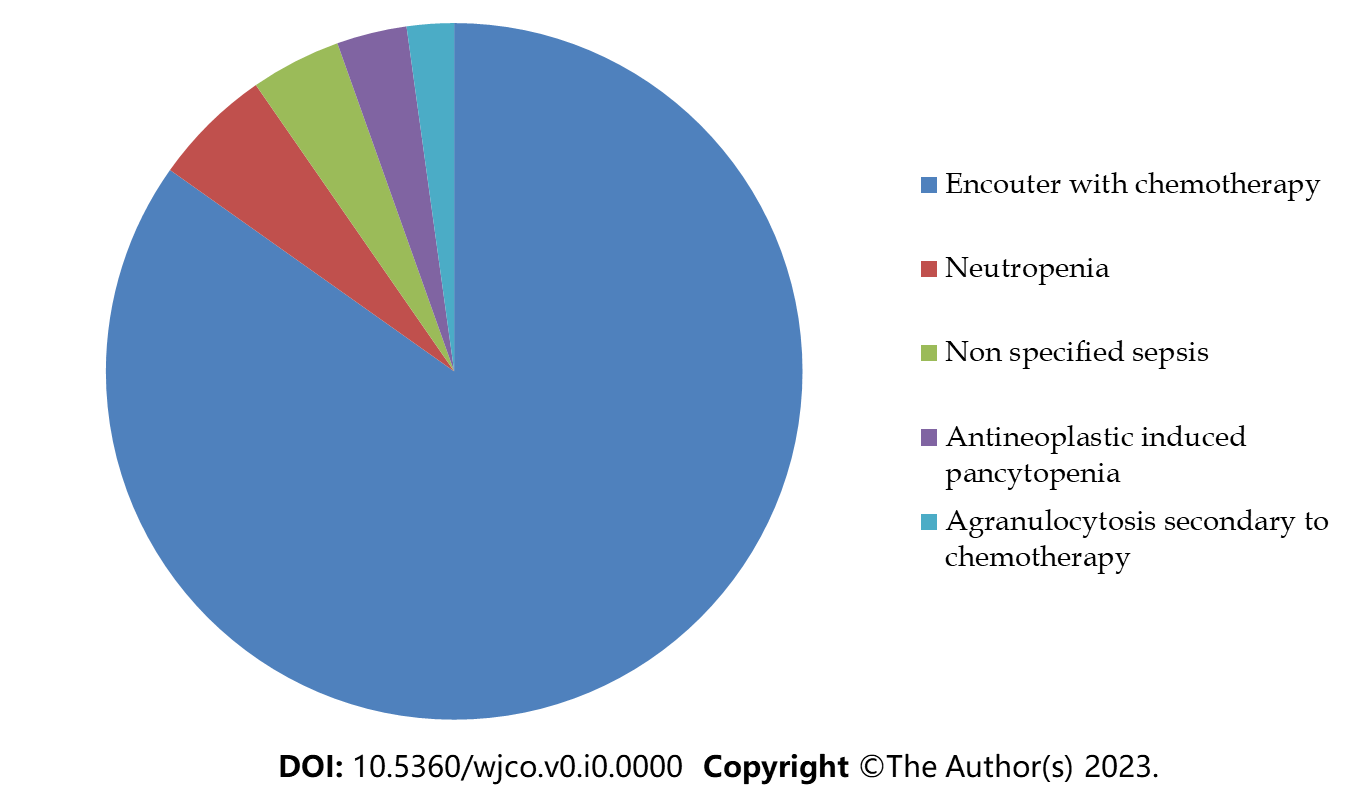 Encouter with chemotherapy
Neutropenia
Non specified sepsis
Antineoplastic induced
pancytopenia
Agranulocytosis secondary to
chemotherapy
DOI: 10.5360/wjco.v0.i0.0000 Copyright ©The Author(s) 2023.